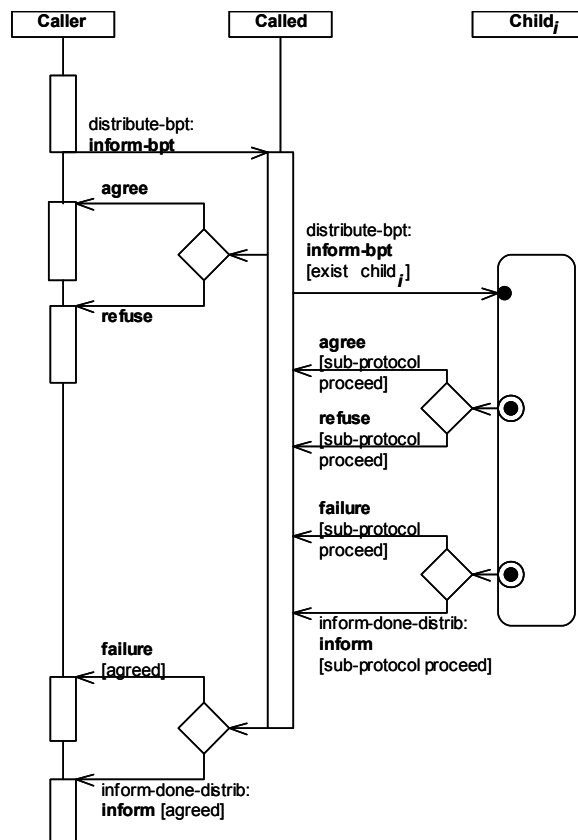 Caller
Called
Child i
distribute-bpt:
inform-bpt
agree
refuse
distribute-bpt:
inform-bpt
[exist child i]
agree
[sub-protocol
proceed]
refuse
[sub-protocol
proceed]
failure
[sub-protocol
proceed]
inform-done-distrib:
inform
[sub-protocol proceed]
failure
[agreed]
inform-done-distrib:
inform [agreed]